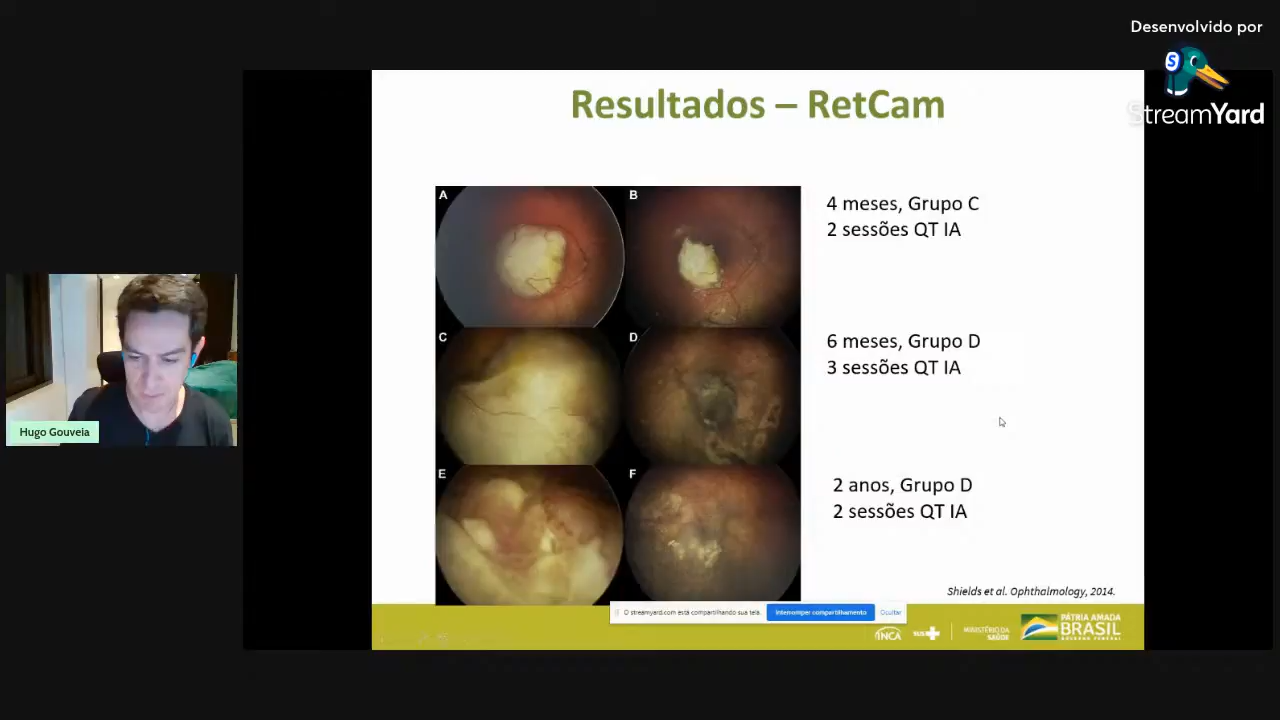 Desenvolvido por
StreamYard
Resultados – RetCam
A
B
4 meses, Grupo C
2 sessões QT IA
C
D
6 meses, Grupo D
3 sessões QT IA
Hugo Gouveia
E
F
2 anos, Grupo D
2 sessões QT IA
Shields et al. Ophthalmology, 2014.
O streamyard.com está compartilhando sua tela.
Interromper compartilhamento
Ocultar
INCA
SUS
MINISTÉRIO DA
SAÚDE
PÁTRIA AMADA
BRASIL
GOVERNO FEDERAL